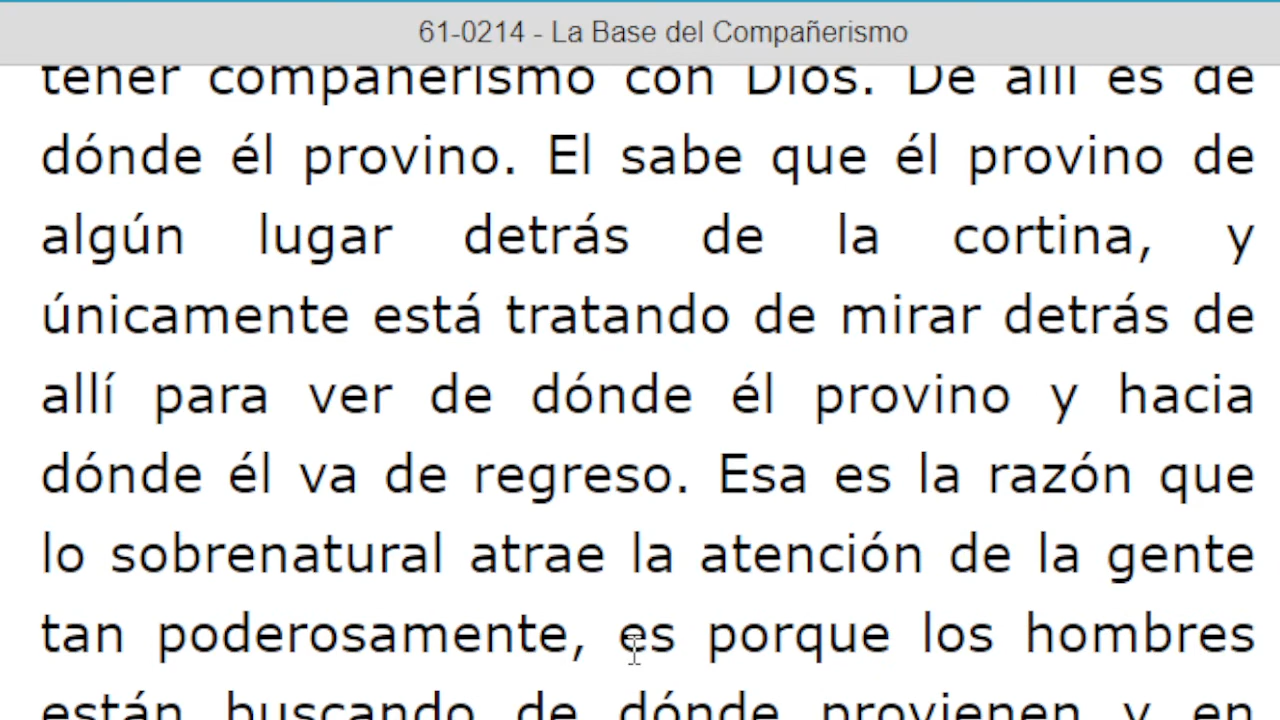 61-0214 - La Base del Compañerismo
tener compañerismo con Dios. De allí es de
dónde él provino. El sabe que él provino de
algún lugar detrás de la cortina, y
únicamente está tratando de mirar detrás de
allí para ver de dónde él provino y hacia
dónde él va de regreso. Esa es la razón que
lo sobrenatural atrae la atención de la gente
tan poderosamente, es porque los hombres
están buscando de dónde provienen y en